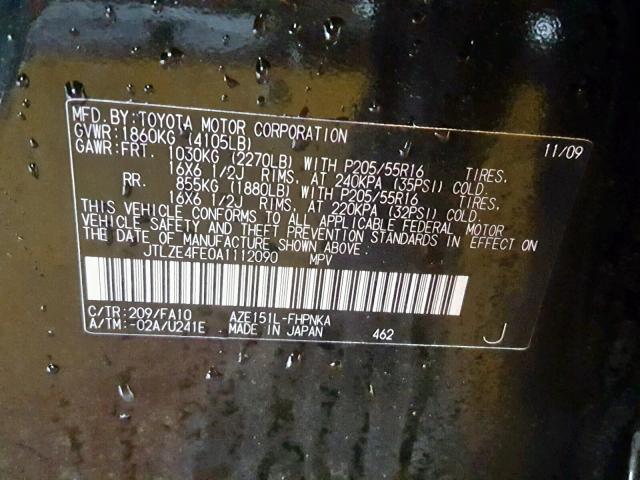 MFD.BY:TOYOTA MOTOR CORPORATION 11/09
GVWR:1860KG (4105LB)
GAWR:FRT. 1030KG (2270LB) WITH P205/55R16 TIRES,
16X6 1/2J RIMS, AT 240KPA (35PSI) COLD.
RR. 855KG (1880LB) WITH P205/55R16 TIRES,
16X6 1/2J RIMS, AT 220KPA (32PSI) COLD.
THIS VEHICLE CONFORMS TO ALL APPLICABLE FEDERAL MOTOR
VEHICLE SAFETY AND THEFT PREVENTION STANDARDS IN EFFECT ON
THE DATE OF MANUFACTURE SHOWN ABOVE.
JTLZE4FE0A1112090 MPV
C/TR:209/FA10 AZE151L-FHPNKA
A/TM:-02A/U241E MADE IN JAPAN 462 J